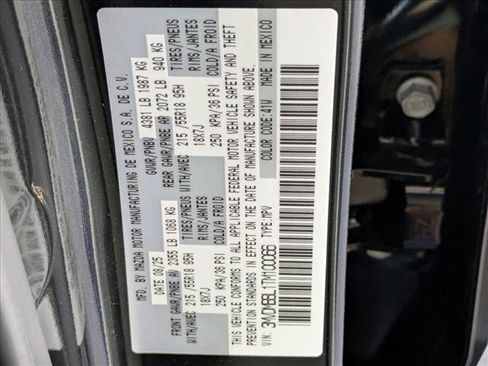 MFD. BY MAZDA MOTOR MANUFACTURING DE MEXICO S.A. DE C.V.
DATE 08/25 GVWR/PNBV 4381 LB 1987 KG
FRONT GAWR/PNBE AV 2355 LB 1068 KG REAR GAWR/PNBE AR 2072 LB 940 KG
WITH/AVEC 215/55R18 95H TIRES/PNEUS WITH/AVEC 215/55R18 95H TIRES/PNEUS
18X7J RIMS/JANTES 18X7J RIMS/JANTES
250 KPA/36 PSI COLD/A FROID 250 KPA/36 PSI COLD/A FROID
THIS VEHICLE CONFORMS TO ALL APPLICABLE FEDERAL MOTOR VEHICLE SAFETY AND THEFT
PREVENTION STANDARDS IN EFFECT ON THE DATE OF MANUFACTURE SHOWN ABOVE.
VIN: TYPE: MPV COLOR CODE: 41W MADE IN MEXICO